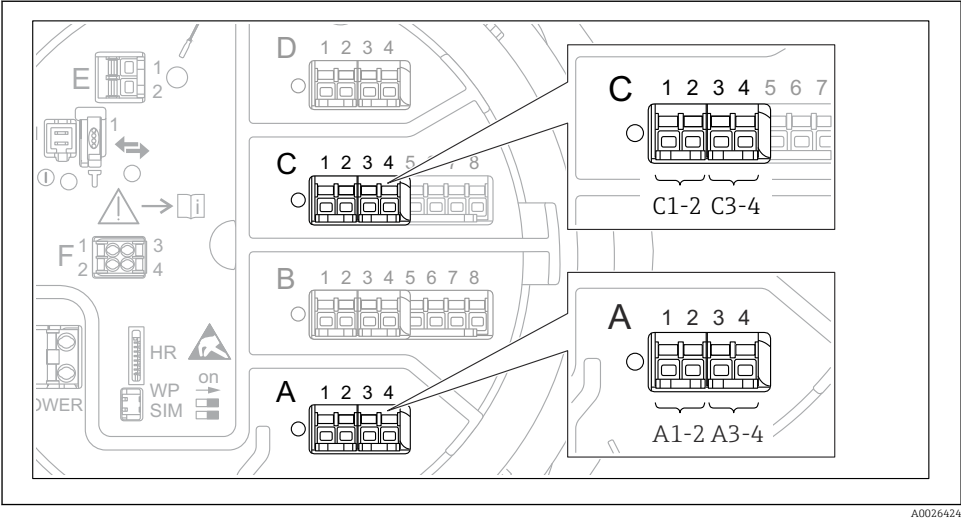 D 1 2 3 4
E 1
2
1
C 1 2 3 4 5 6 7 8
i
F 1 3
2 4
B 1 2 3 4 5 6 7 8
HR
WP
SIM
on
OWER
A 1 2 3 4
C 1 2 3 4 5 6 7
C1-2 C3-4
A 1 2 3 4
A1-2 A3-4
A0026424